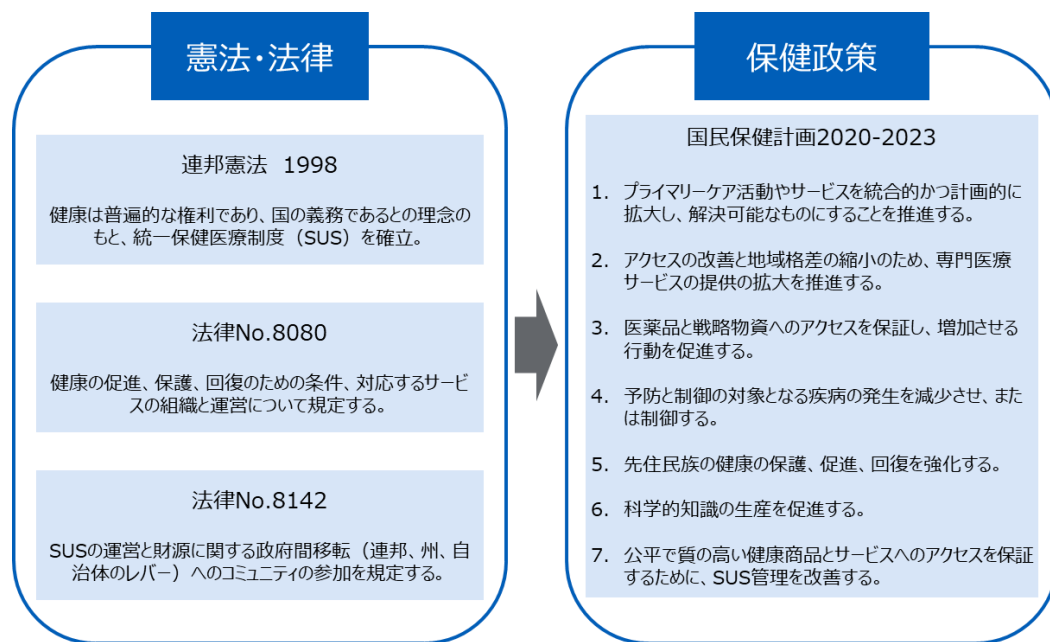 憲法・法律
連邦憲法 1998
健康は普遍的な権利であり、国の義務であるとの理念の
もと、統一保健医療制度（SUS）を確立。
法律No.8080
健康の促進、保護、回復のための条件、対応するサービ
スの組織と運営について規定する。
法律No.8142
SUSの運営と財源に関する政府間移転（連邦、州、自
治体のレバー）へのコミュニティの参加を規定する。
保健政策
国民保健計画2020-2023
1. プライマリーケア活動やサービスを統合的かつ計画的に
拡大し、解決可能なものにすることを推進する。
2. アクセスの改善と地域格差の縮小のため、専門医療
サービスの提供の拡大を推進する。
3. 医薬品と戦略物資へのアクセスを保証し、増加させる
行動を促進する。
4. 予防と制御の対象となる疾病の発生を減少させ、また
は制御する。
5. 先住民族の健康の保護、促進、回復を強化する。
6. 科学的知識の生産を促進する。
7. 公平で質の高い健康商品とサービスへのアクセスを保証
するために、SUS管理を改善する。